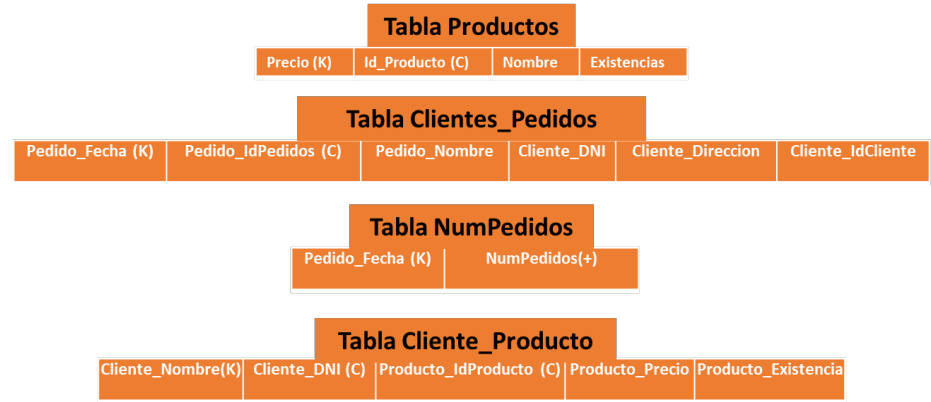 Tabla Productos
Precio (K) Id_Producto (C) Nombre Existencias
Tabla Clientes_Pedidos
Pedido_Fecha (K) Pedido_IdPedidos (C) Pedido_Nombre Cliente_DNI Cliente_Direccion Cliente_IdCliente
Tabla NumPedidos
Pedido_Fecha (K) NumPedidos(+)
Tabla Cliente_Producto
Cliente_Nombre(K) Cliente_DNI (C) Producto_IdProducto (C) Producto_Precio Producto_Existencia